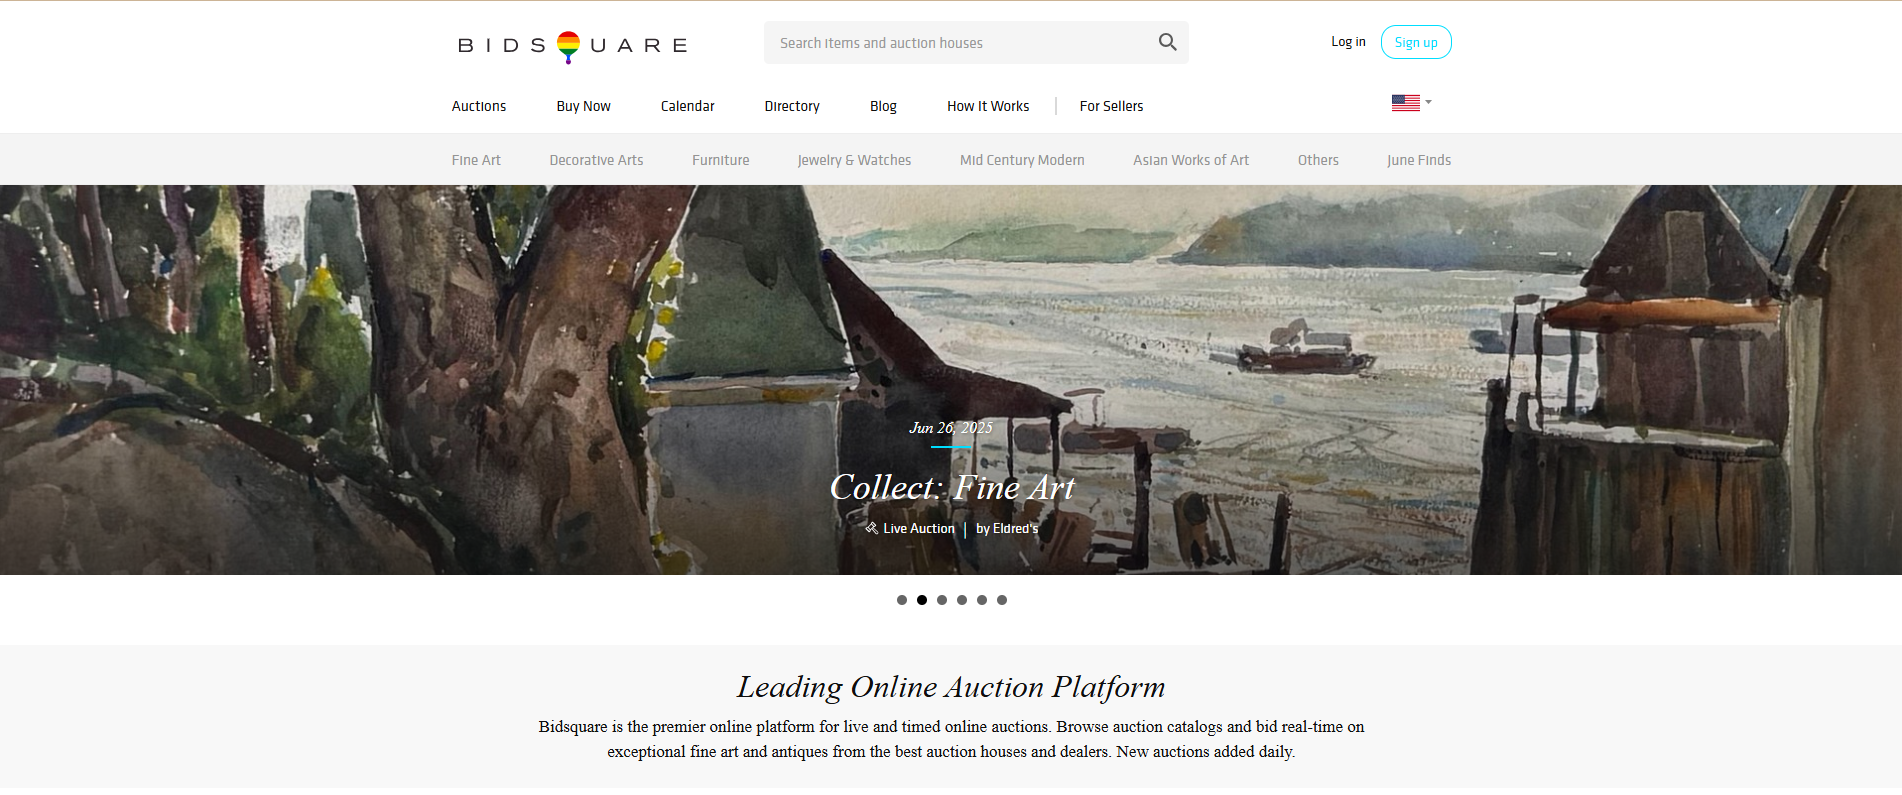 BIDSQUARE
Search items and auction houses
Log in
Sign up
Auctions
Buy Now
Calendar
Directory
Blog
How It Works
For Sellers
Fine Art
Decorative Arts
Furniture
Jewelry & Watches
Mid Century Modern
Asian Works of Art
Others
June Finds
Jun 26, 2025
Collect: Fine Art
Live Auction | by Eldred's
Leading Online Auction Platform
Bidsquare is the premier online platform for live and timed online auctions. Browse auction catalogs and bid real-time on
exceptional fine art and antiques from the best auction houses and dealers. New auctions added daily.